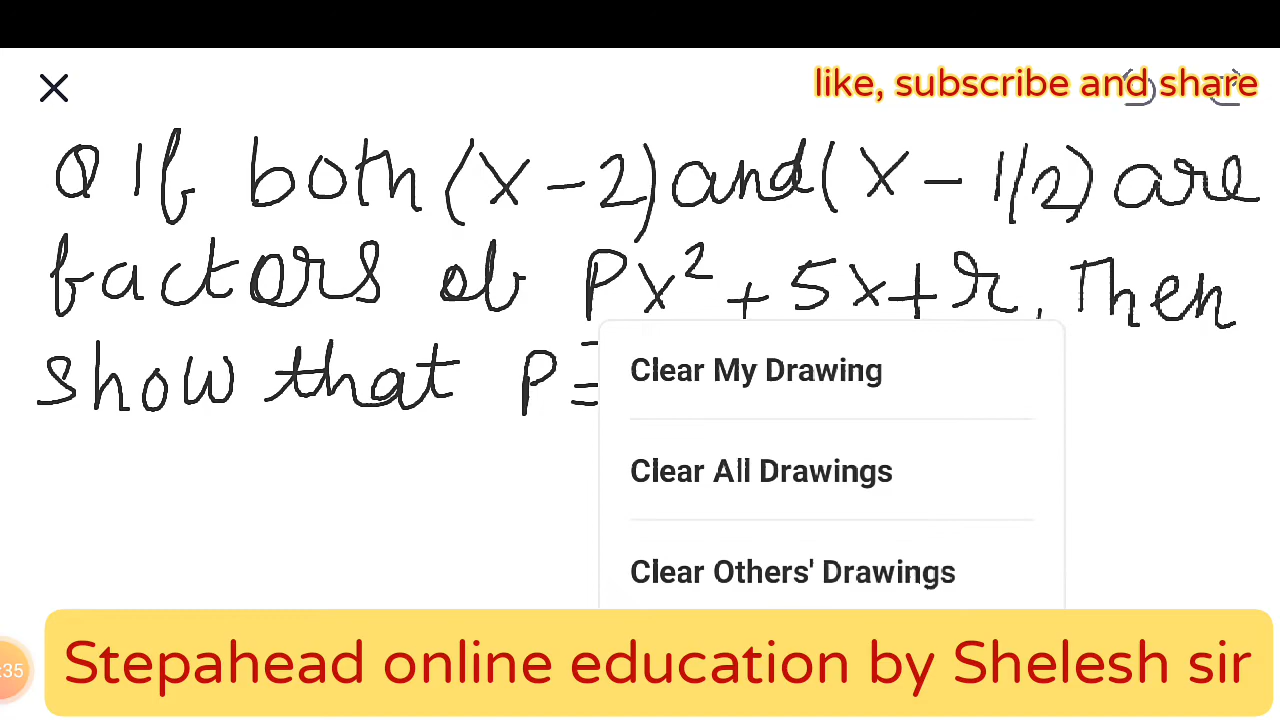 like, subscribe and share
Q If both (x-2) and (x - 1/2) are
factors of Px² + 5x + r, Then
show that P =
Clear My Drawing
Clear All Drawings
Clear Others' Drawings
:35
Stepahead online education by Shelesh sir